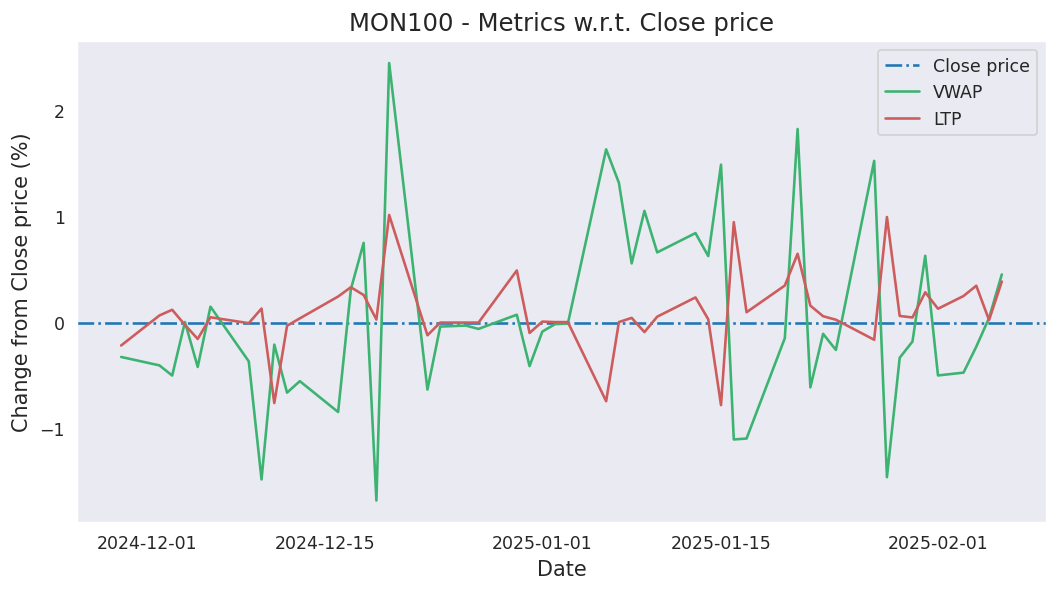 MON100 - Metrics w.r.t. Close price
Close price
VWAP
LTP
Change from Close price (%)
2
1
0
−1
2024-12-01
2024-12-15
2025-01-01
2025-01-15
2025-02-01
Date